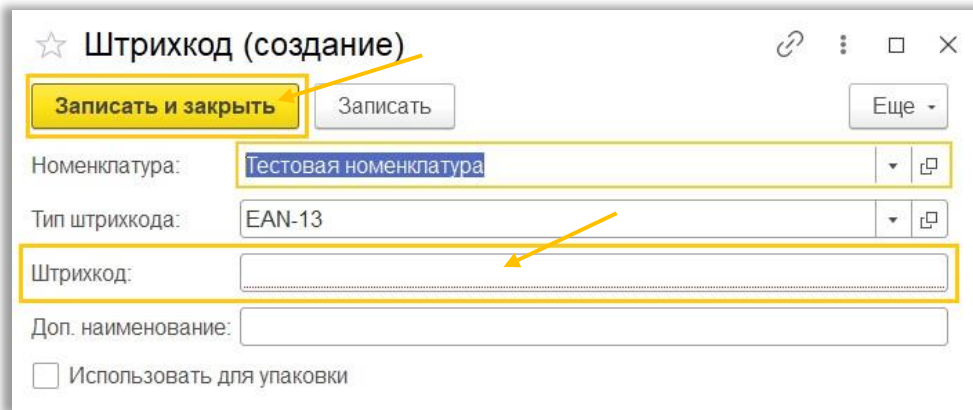 Штрихкод (создание)
Записать и закрыть Записать Еще
Номенклатура: Тестовая номенклатура
Тип штрихкода: EAN-13
Штрихкод:
Доп. наименование:
Использовать для упаковки